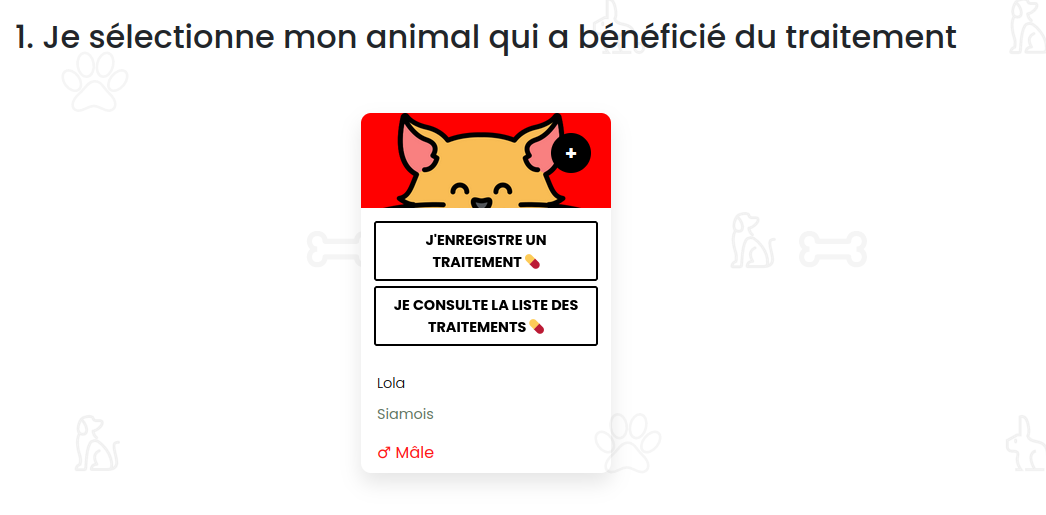 1. Je sélectionne mon animal qui a bénéficié du traitement
+
J'ENREGISTRE UN
TRAITEMENT 💊
JE CONSULTE LA LISTE DES
TRAITEMENTS 💊
Lola
Siamois
♂ Mâle